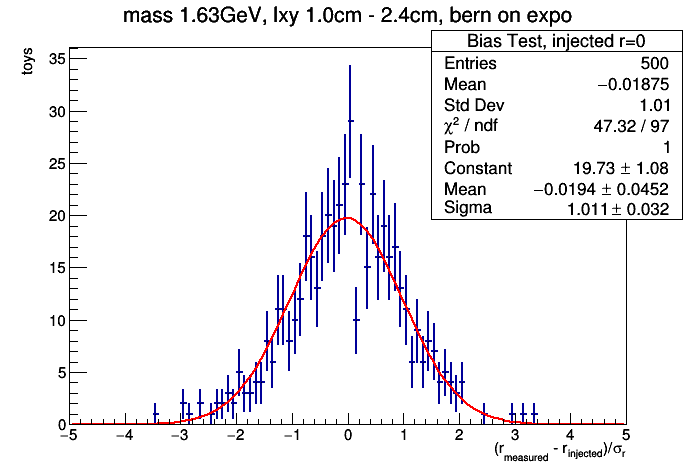 mass 1.63GeV, lxy 1.0cm - 2.4cm, bern on expo
Bias Test, injected r=0
Entries 500
Mean −0.01875
Std Dev 1.01
χ² / ndf 47.32 / 97
Prob 1
Constant 19.73 ± 1.08
Mean −0.0194 ± 0.0452
Sigma 1.011 ± 0.032
toys
35
30
25
20
15
10
5
0
−5 −4 −3 −2 −1 0 1 2 3 4 5
(r_measured - r_injected)/σ_r